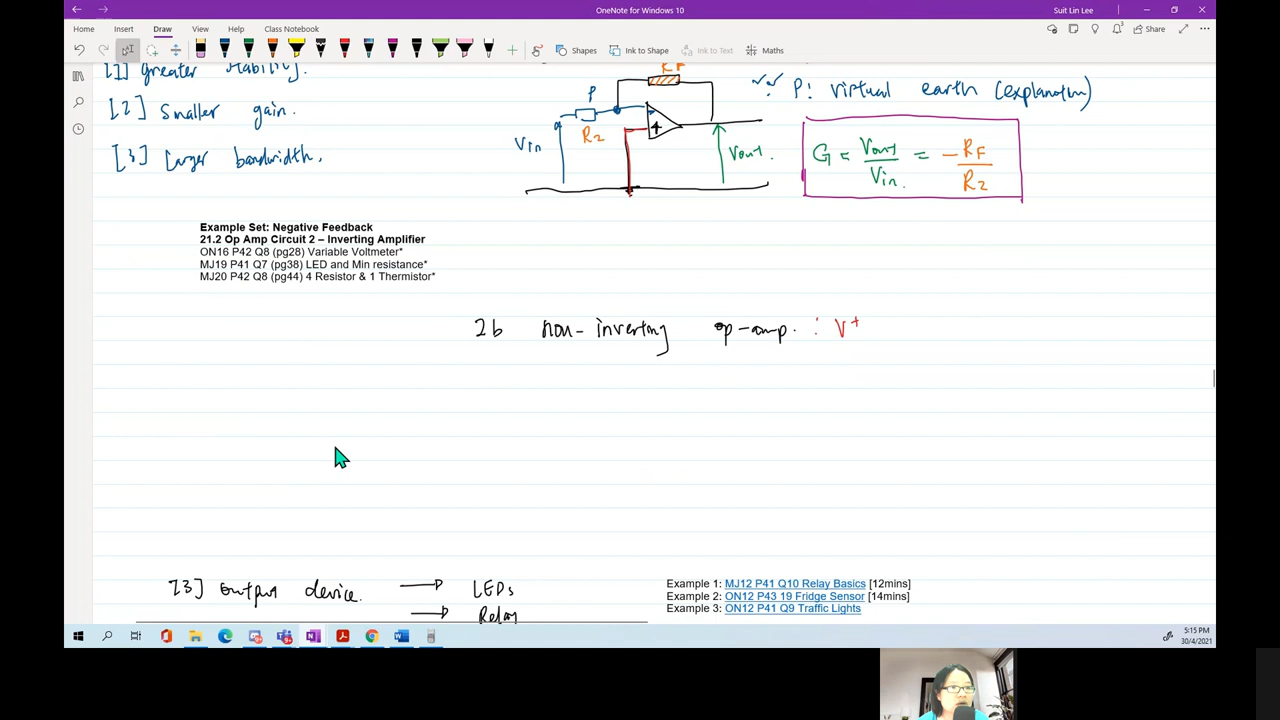 OneNote for Windows 10
Suit Lin Lee
Home Insert Draw View Help Class Notebook
Share
Shapes Ink to Shape Ink to Text Maths
[1] Greater stability.
[2] Smaller gain.
[3] Larger bandwidth.
RF
P
R2
Vin
Vout
P: virtual earth (explanation)
G = Vout/Vin = -RF/R2
Example Set: Negative Feedback
21.2 Op Amp Circuit 2 – Inverting Amplifier
ON16 P42 Q8 (pg28) Variable Voltmeter*
MJ19 P41 Q7 (pg38) LED and Min resistance*
MJ20 P42 Q8 (pg44) 4 Resistor & 1 Thermistor*
2b non-inverting op-amp : V+
[3] Output device → LEDs
→ Relay
Example 1: MJ12 P41 Q10 Relay Basics [12mins]
Example 2: ON12 P43 19 Fridge Sensor [14mins]
Example 3: ON12 P41 Q9 Traffic Lights
5:15 PM
30/4/2021